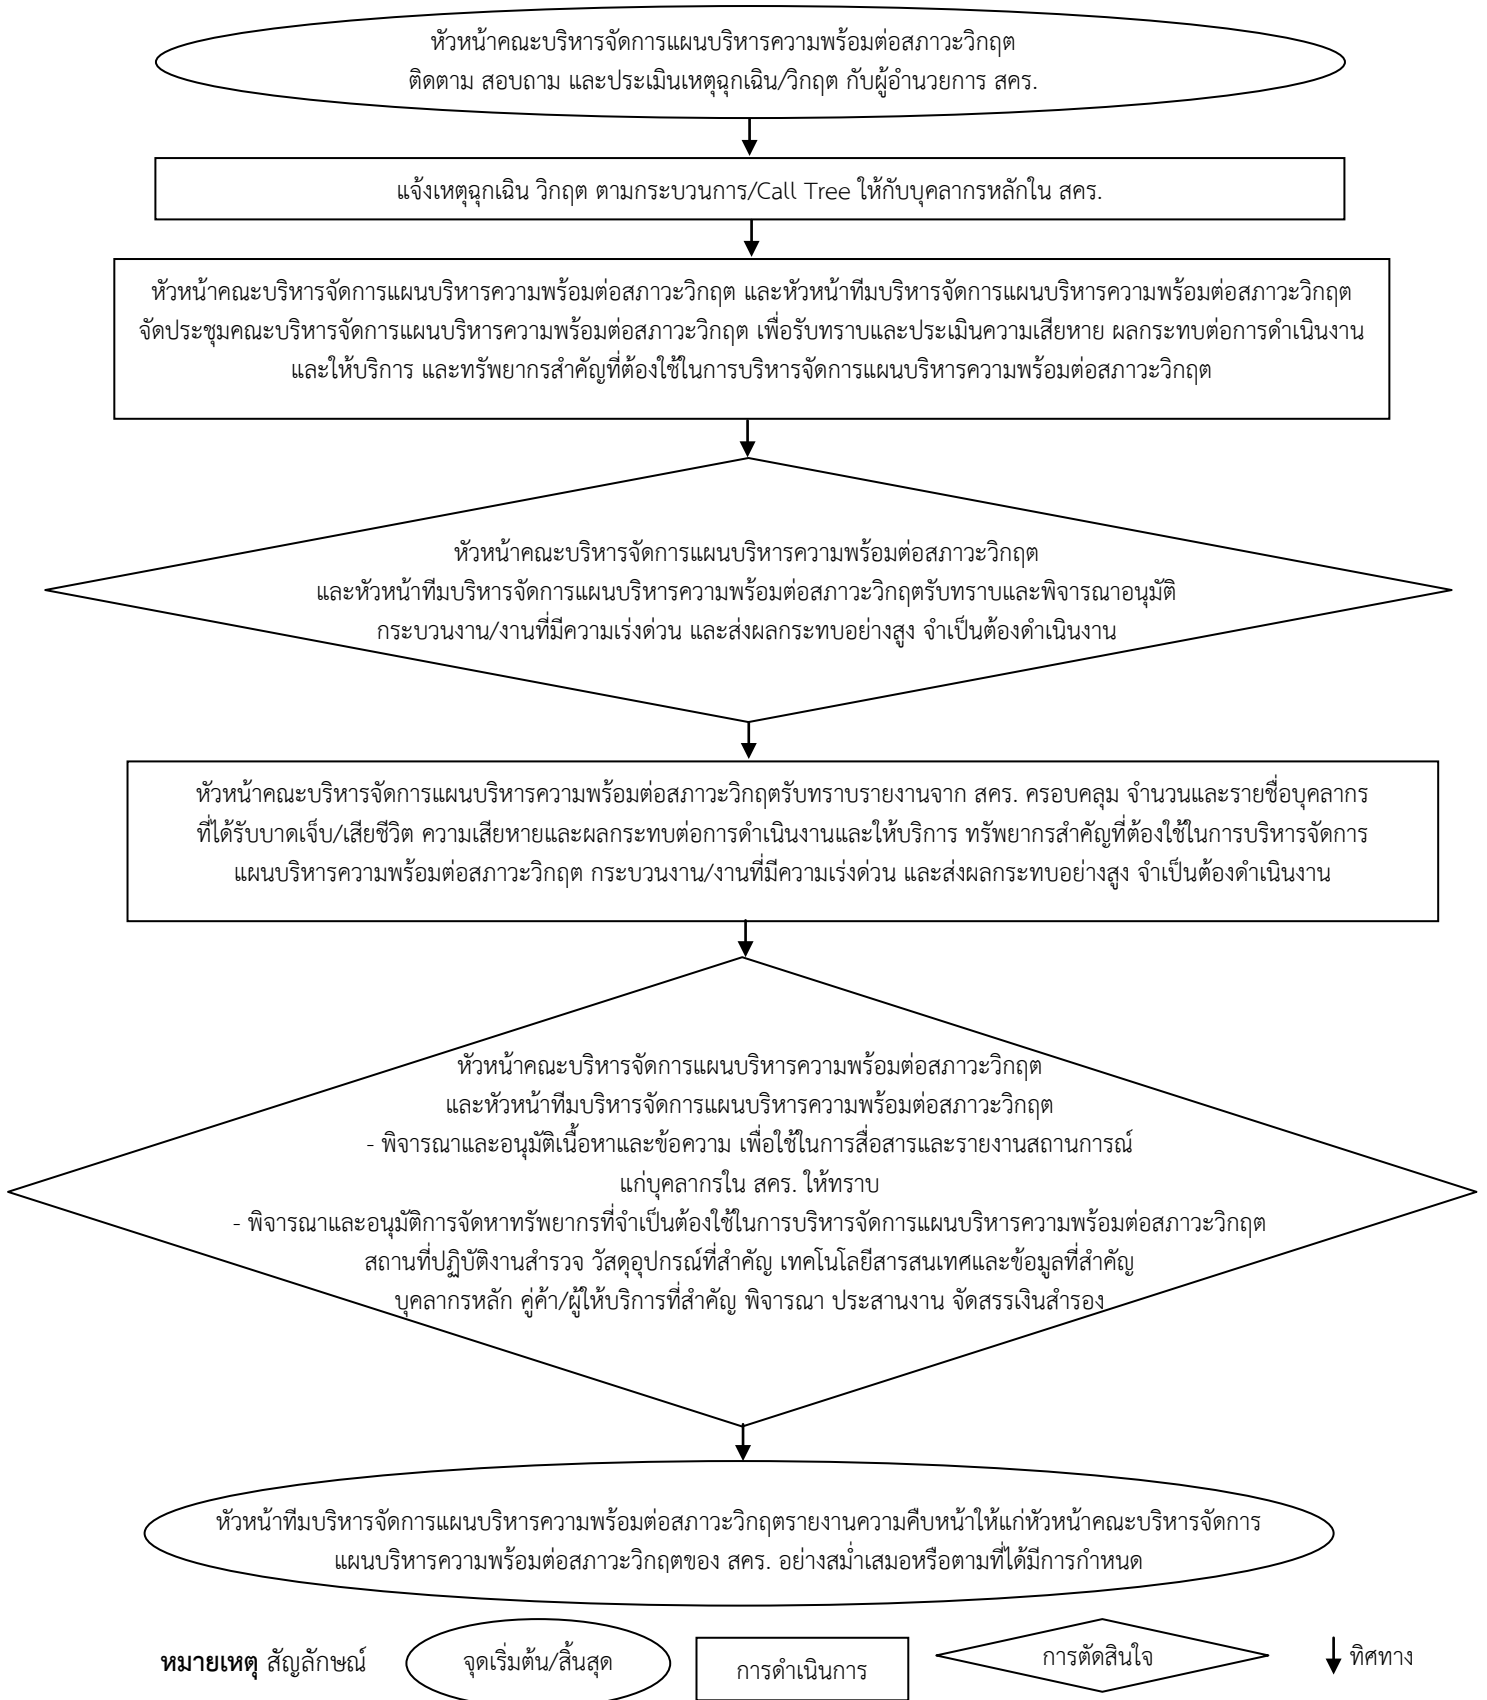 หัวหน้าคณะบริหารจัดการแผนบริหารความพร้อมต่อสภาวะวิกฤต
ติดตาม สอบถาม และประเมินเหตุฉุกเฉิน/วิกฤต กับผู้อำนวยการ สคร.
แจ้งเหตุฉุกเฉิน วิกฤต ตามกระบวนการ/Call Tree ให้กับบุคลากรหลักใน สคร.
หัวหน้าคณะบริหารจัดการแผนบริหารความพร้อมต่อสภาวะวิกฤต และหัวหน้าทีมบริหารจัดการแผนบริหารความพร้อมต่อสภาวะวิกฤต
จัดประชุมคณะบริหารจัดการแผนบริหารความพร้อมต่อสภาวะวิกฤต เพื่อรับทราบและประเมินความเสียหาย ผลกระทบต่อการดำเนินงาน
และให้บริการ และทรัพยากรสำคัญที่ต้องใช้ในการบริหารจัดการแผนบริหารความพร้อมต่อสภาวะวิกฤต
หัวหน้าคณะบริหารจัดการแผนบริหารความพร้อมต่อสภาวะวิกฤต
และหัวหน้าทีมบริหารจัดการแผนบริหารความพร้อมต่อสภาวะวิกฤตรับทราบและพิจารณาอนุมัติ
กระบวนงาน/งานที่มีความเร่งด่วน และส่งผลกระทบอย่างสูง จำเป็นต้องดำเนินงาน
หัวหน้าคณะบริหารจัดการแผนบริหารความพร้อมต่อสภาวะวิกฤตรับทราบรายงานจาก สคร. ครอบคลุม จำนวนและรายชื่อบุคลากร
ที่ได้รับบาดเจ็บ/เสียชีวิต ความเสียหายและผลกระทบต่อการดำเนินงานและให้บริการ ทรัพยากรสำคัญที่ต้องใช้ในการบริหารจัดการ
แผนบริหารความพร้อมต่อสภาวะวิกฤต กระบวนงาน/งานที่มีความเร่งด่วน และส่งผลกระทบอย่างสูง จำเป็นต้องดำเนินงาน
หัวหน้าคณะบริหารจัดการแผนบริหารความพร้อมต่อสภาวะวิกฤต
และหัวหน้าทีมบริหารจัดการแผนบริหารความพร้อมต่อสภาวะวิกฤต
- พิจารณาและอนุมัติเนื้อหาและข้อความ เพื่อใช้ในการสื่อสารและรายงานสถานการณ์
แก่บุคลากรใน สคร. ให้ทราบ
- พิจารณาและอนุมัติการจัดหาทรัพยากรที่จำเป็นต้องใช้ในการบริหารจัดการแผนบริหารความพร้อมต่อสภาวะวิกฤต
สถานที่ปฏิบัติงานสำรวจ วัสดุอุปกรณ์ที่สำคัญ เทคโนโลยีสารสนเทศและข้อมูลที่สำคัญ
บุคลากรหลัก คู่ค้า/ผู้ให้บริการที่สำคัญ พิจารณา ประสานงาน จัดสรรเงินสำรอง
หัวหน้าทีมบริหารจัดการแผนบริหารความพร้อมต่อสภาวะวิกฤตรายงานความคืบหน้าให้แก่หัวหน้าคณะบริหารจัดการ
แผนบริหารความพร้อมต่อสภาวะวิกฤตของ สคร. อย่างสม่ำเสมอหรือตามที่ได้มีการกำหนด
หมายเหตุ สัญลักษณ์ จุดเริ่มต้น/สิ้นสุด การดำเนินการ การตัดสินใจ ทิศทาง